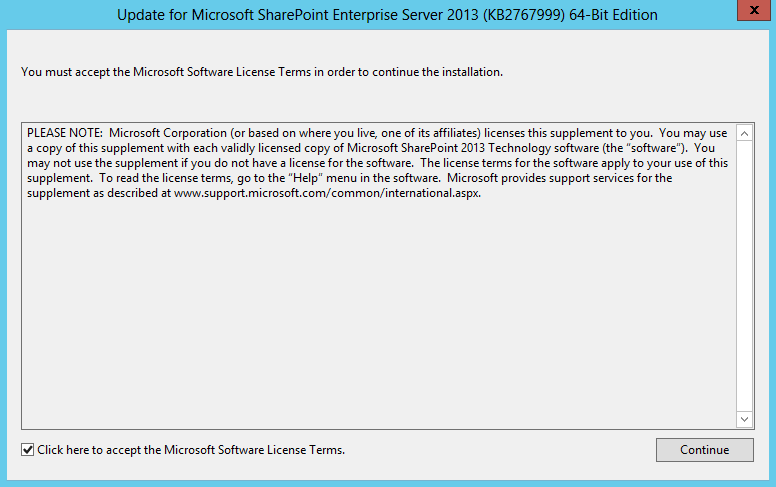 Update for Microsoft SharePoint Enterprise Server 2013 (KB2767999) 64-Bit Edition
x
You must accept the Microsoft Software License Terms in order to continue the installation.
PLEASE NOTE:  Microsoft Corporation (or based on where you live, one of its affiliates) licenses this supplement to you.  You may use
a copy of this supplement with each validly licensed copy of Microsoft SharePoint 2013 Technology software (the “software”).  You
may not use the supplement if you do not have a license for the software.  The license terms for the software apply to your use of this
supplement.  To read the license terms, go to the “Help” menu in the software.  Microsoft provides support services for the
supplement as described at www.support.microsoft.com/common/international.aspx.
Click here to accept the Microsoft Software License Terms.
Continue